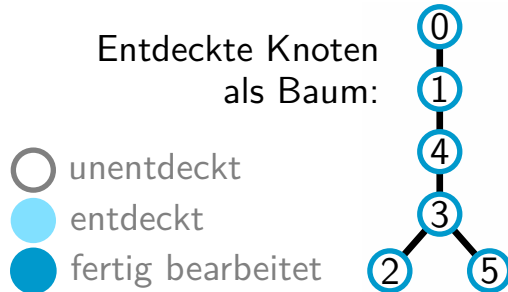 Entdeckte Knoten
als Baum:
0
1
4
3
2 5
unentdeckt
entdeckt
fertig bearbeitet